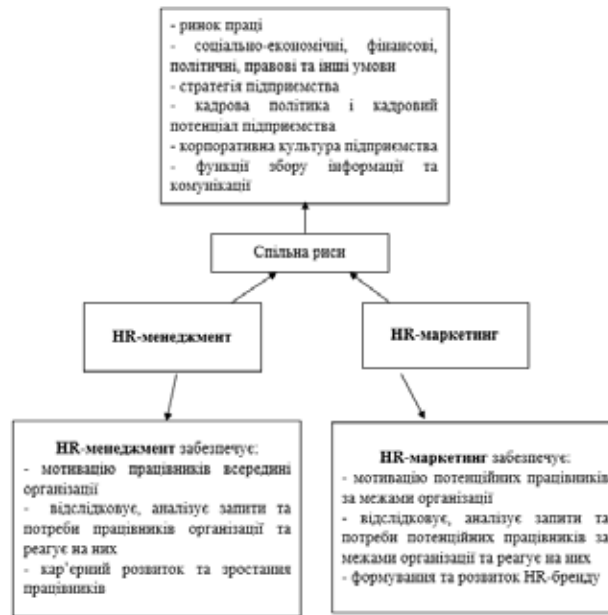 - ринок праці
- соціально-економічні, фінансові,
політичні, правові та інші умови
- стратегія підприємства
- кадрова політика і кадровий
потенціал підприємства
- корпоративна культура підприємства
- функції збору інформації та
комунікації
Спільна риси
HR-менеджмент
HR-маркетинг
HR-менеджмент забезпечує:
- мотивацію працівників всередині
організації
- відслідковує, аналізує запити та
потреби працівників організації та
реагує на них
- кар’єрний розвиток та зростання
працівників
HR-маркетинг забезпечує:
- мотивацію потенційних працівників
за межами організації
- відслідковує, аналізує запити та
потреби потенційних працівників за
межами організації та реагує на них
- формування та розвиток HR-бренду